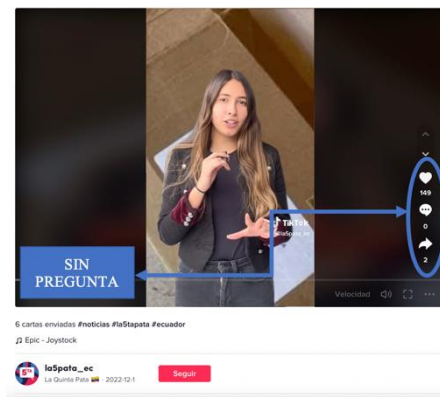 TikTok
@la5pata_ec
149
0
2
SIN
PREGUNTA
Velocidad
6 cartas enviadas #noticias #la5tapata #ecuador
Epic - Joystock
5TA
la5pata_ec
La Quinta Pata 🇪🇨 · 2022-12-1
Seguir